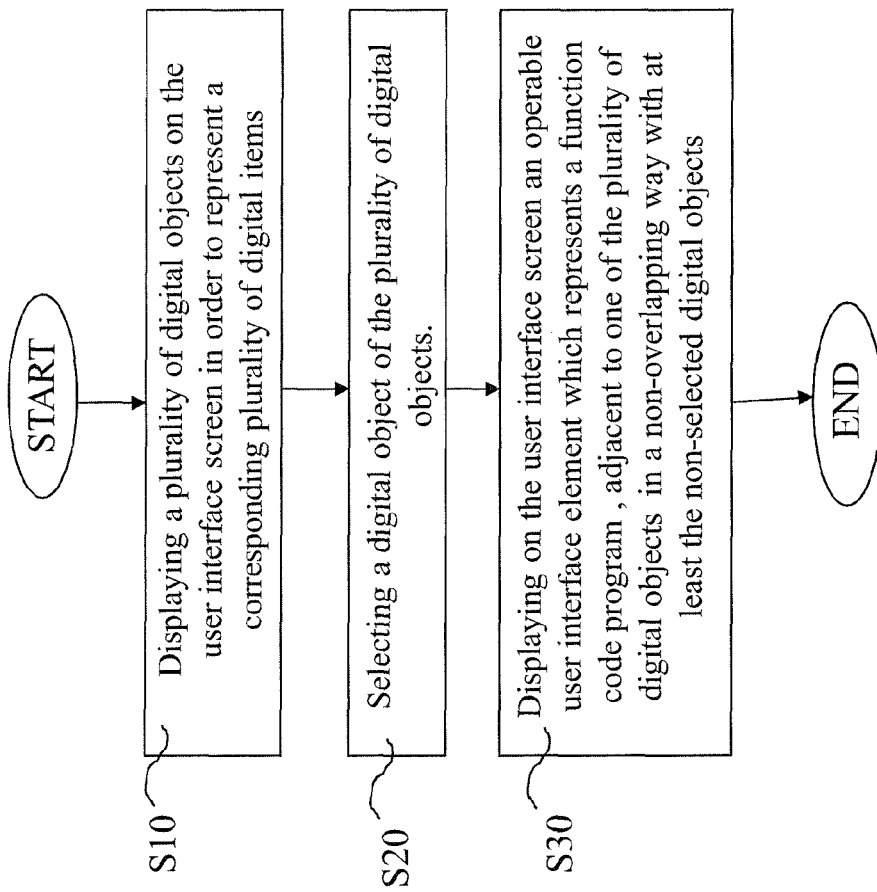 START
S10
Displaying a plurality of digital objects on the
user interface screen in order to represent a
corresponding plurality of digital items
S20
Selecting a digital object of the plurality of digital
objects.
S30
Displaying on the user interface screen an operable
user interface element which represents a function
code program , adjacent to one of the plurality of
digital objects in a non-overlapping way with at
least the non-selected digital objects
END